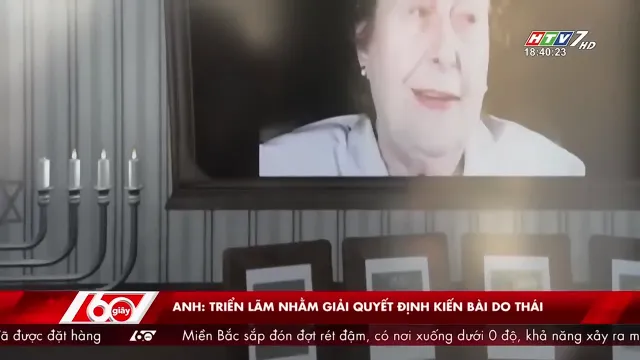 HTV7 HD
18:40:23
60 giây
ANH: TRIỂN LÃM NHẰM GIẢI QUYẾT ĐỊNH KIẾN BÀI DO THÁI
đã được đặt hàng 60 Miền Bắc sắp đón đợt rét đậm, có nơi xuống dưới 0 độ, khả năng xảy ra m